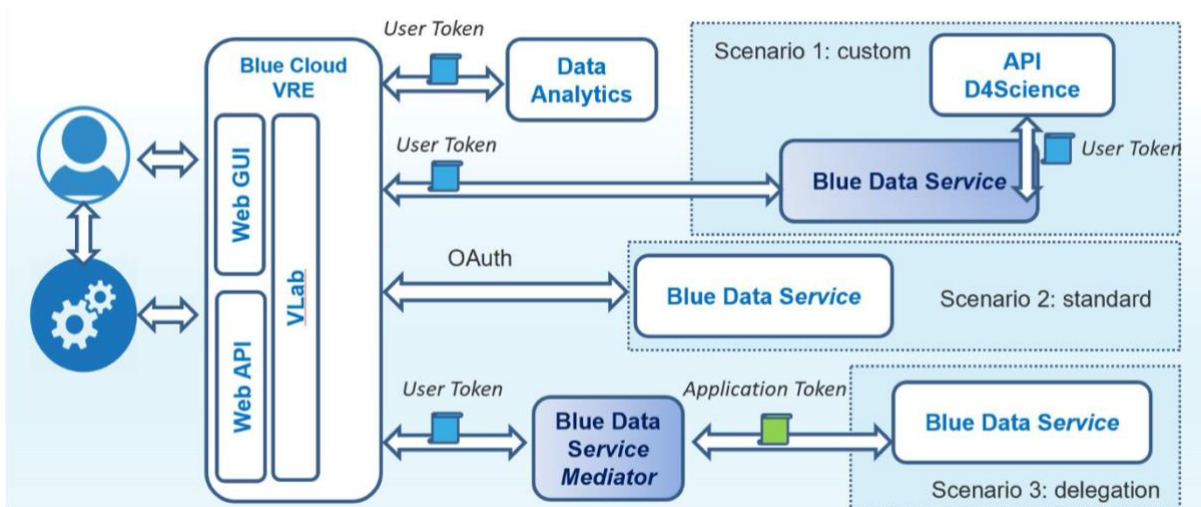 User Token
Blue Cloud
VRE
Data
Analytics
Scenario 1: custom
API
D4Science
User Token
User Token
Web GUI
Blue Data Service
VLab
OAuth
Blue Data Service
Scenario 2: standard
Web API
User Token
Application Token
Blue Data
Service
Mediator
Blue Data Service
Scenario 3: delegation